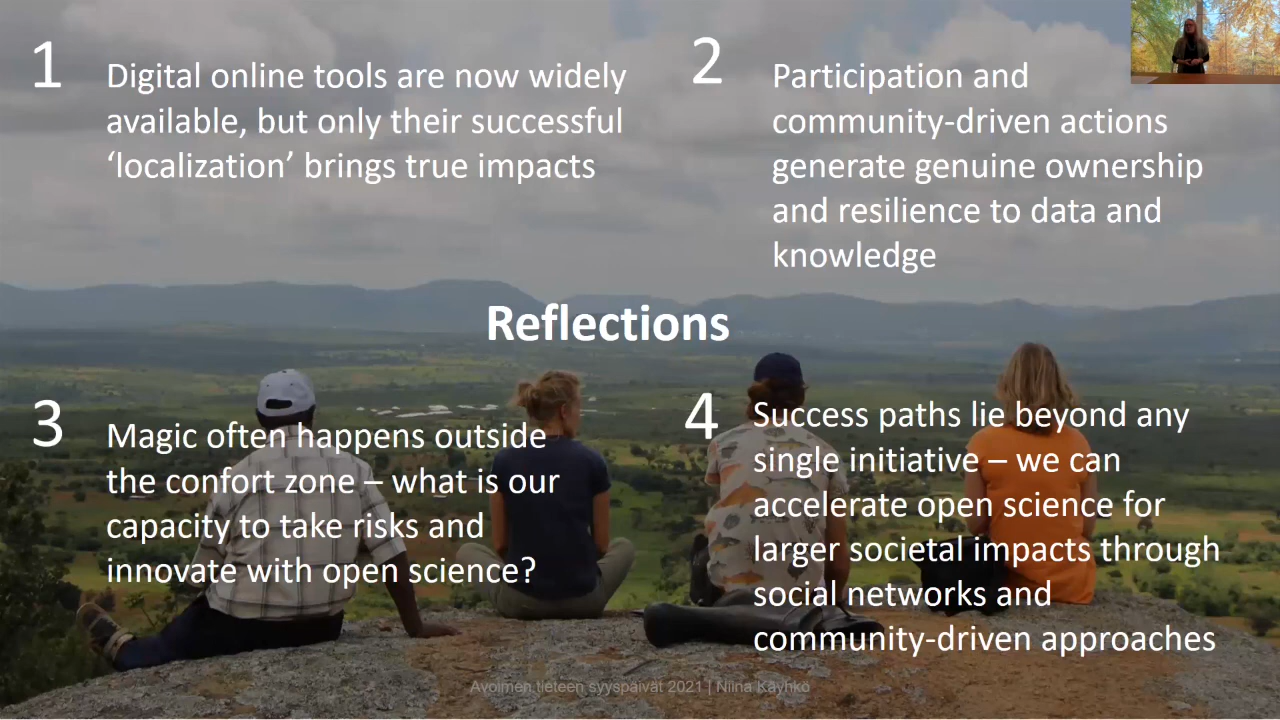 1
Digital online tools are now widely
available, but only their successful
‘localization’ brings true impacts
2
Participation and
community-driven actions
generate genuine ownership
and resilience to data and
knowledge
Reflections
3
Magic often happens outside
the confort zone – what is our
capacity to take risks and
innovate with open science?
4
Success paths lie beyond any
single initiative – we can
accelerate open science for
larger societal impacts through
social networks and
community-driven approaches
Avoimen tieteen syyspäivät 2021 | Niina Käyhkö